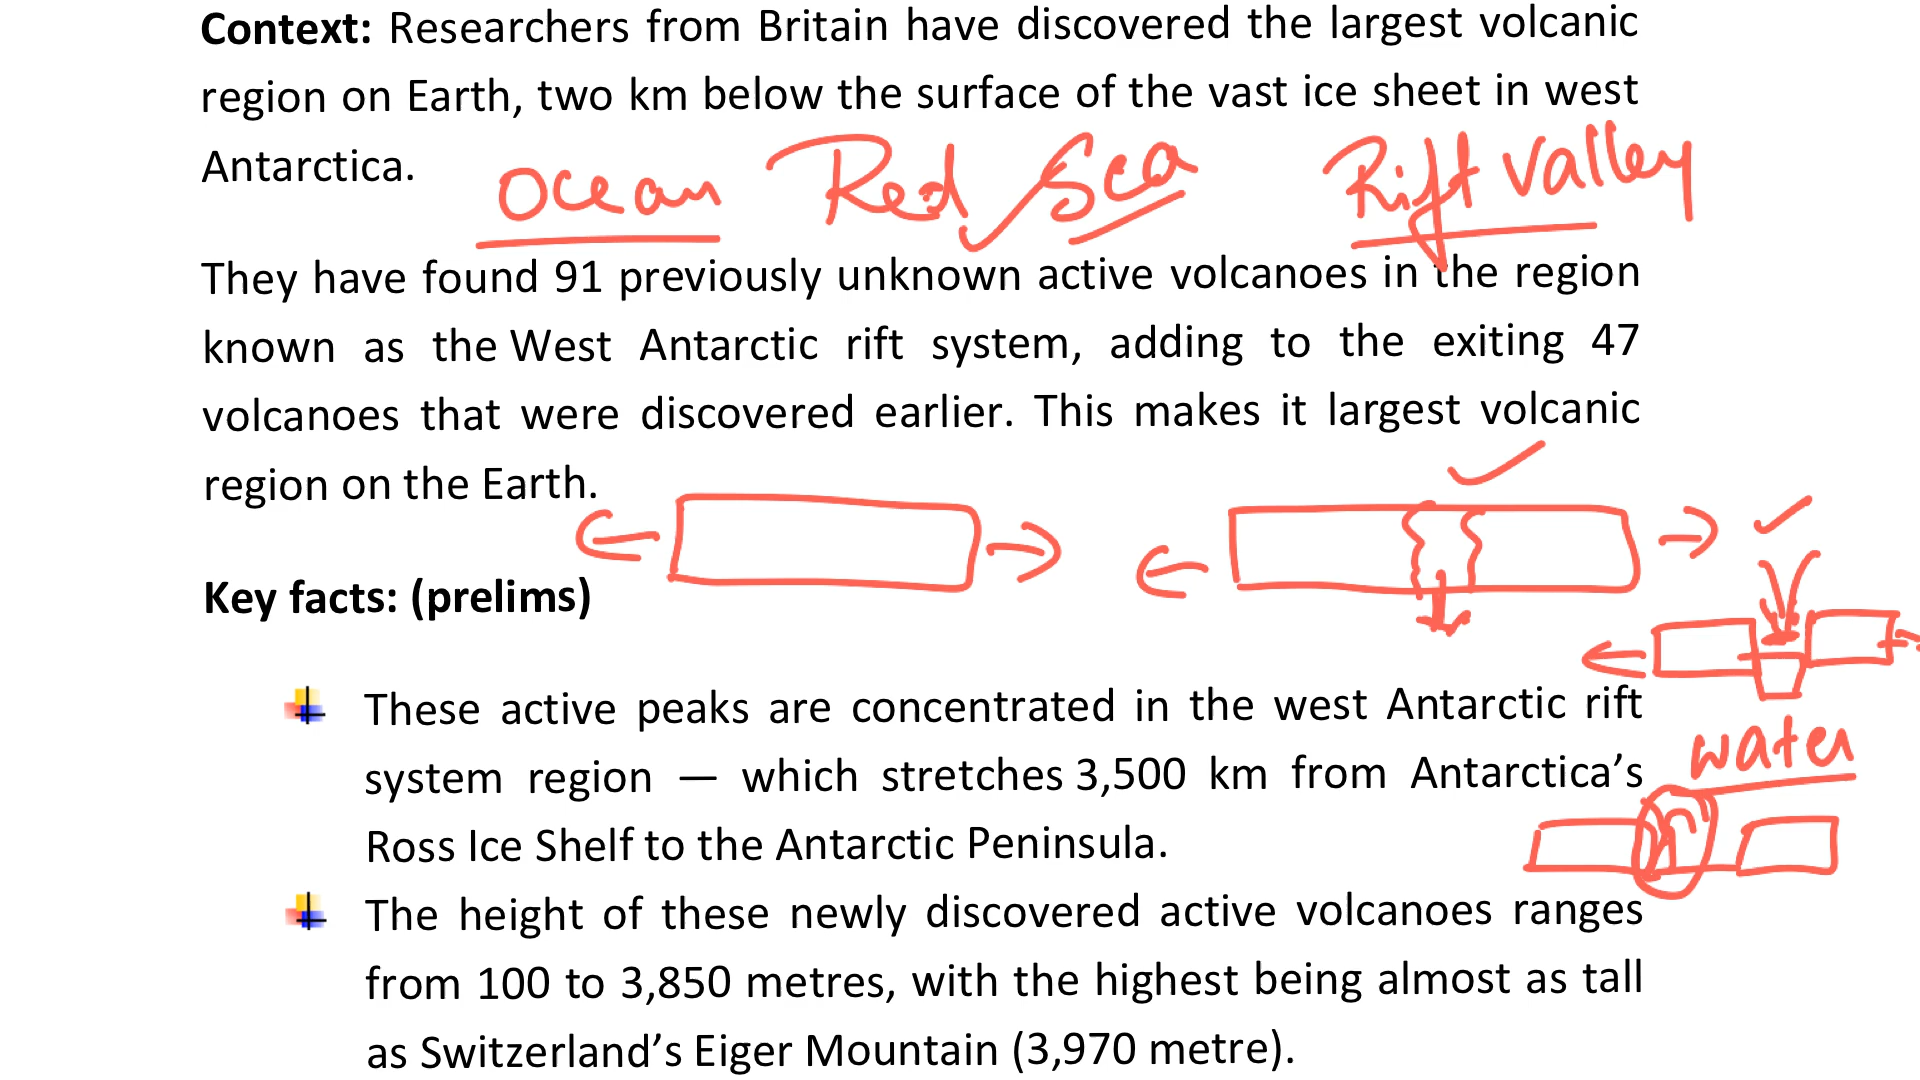 Context: Researchers from Britain have discovered the largest volcanic
region on Earth, two km below the surface of the vast ice sheet in west
Antarctica.
Ocean Red Sea Rift valley
They have found 91 previously unknown active volcanoes in the region
known as the West Antarctic rift system, adding to the exiting 47
volcanoes that were discovered earlier. This makes it largest volcanic
region on the Earth.
Key facts: (prelims)
These active peaks are concentrated in the west Antarctic rift
water
system region — which stretches 3,500 km from Antarctica’s
Ross Ice Shelf to the Antarctic Peninsula.
The height of these newly discovered active volcanoes ranges
from 100 to 3,850 metres, with the highest being almost as tall
as Switzerland’s Eiger Mountain (3,970 metre).